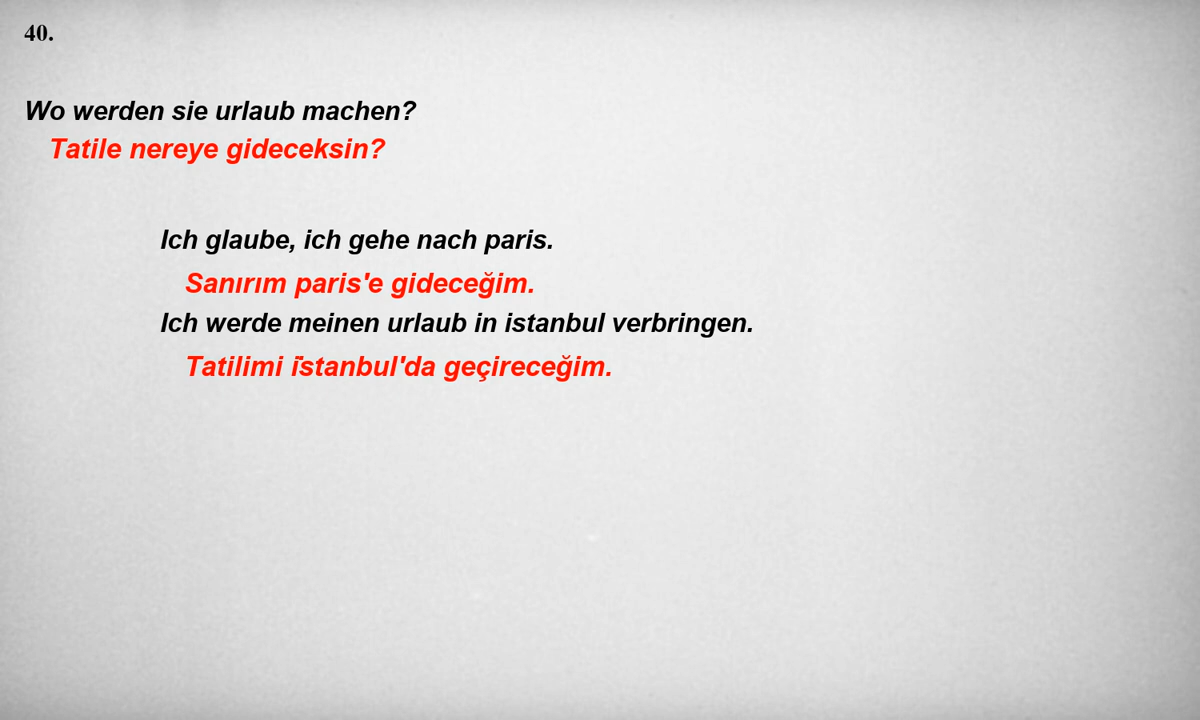 40.
Wo werden sie urlaub machen?
Tatile nereye gideceksin?
Ich glaube, ich gehe nach paris.
Sanırım paris'e gideceğim.
Ich werde meinen urlaub in istanbul verbringen.
Tatilimi i̇stanbul'da geçireceğim.